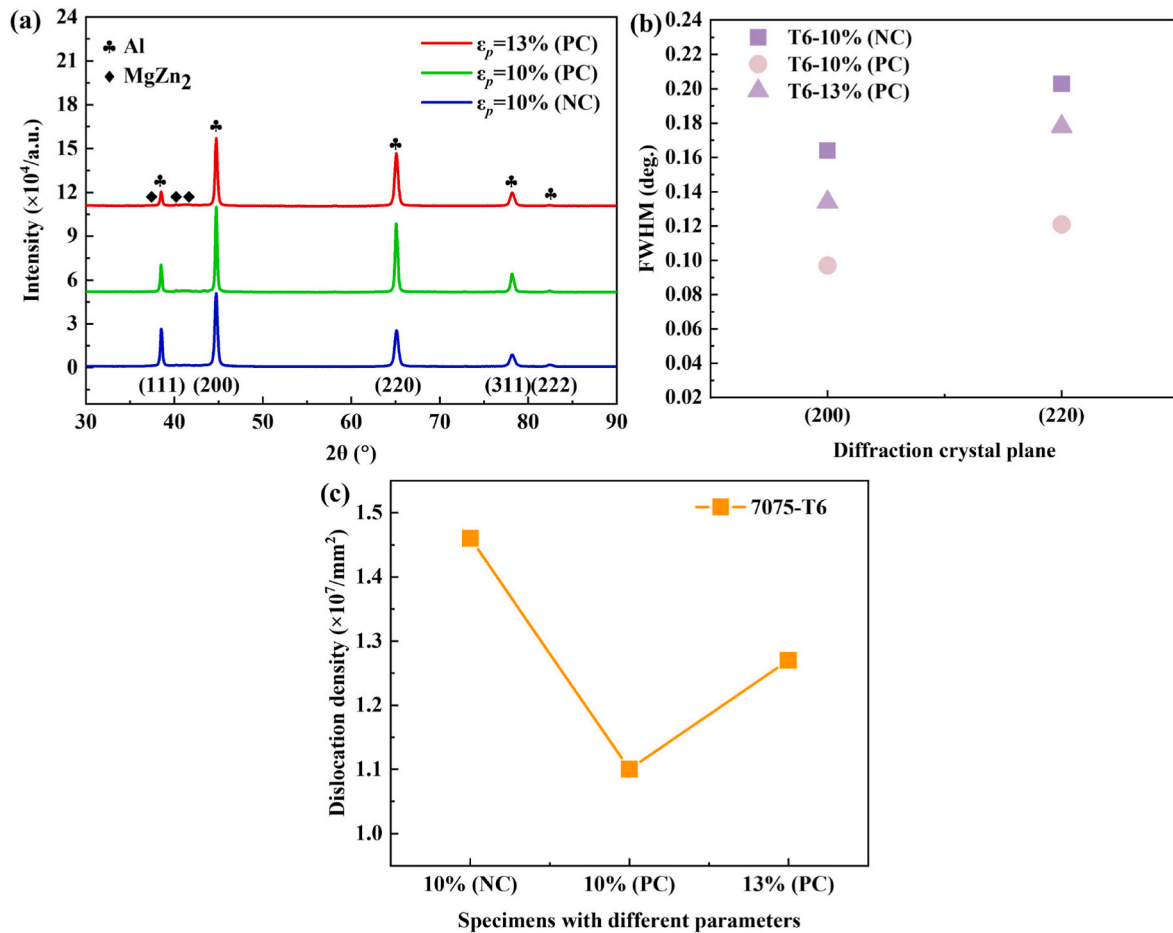 (a)
24
21
18
15
12
9
6
3
0
Intensity (×10⁴/a.u.)
♣ Al
♦ MgZn₂
εₚ=13% (PC)
εₚ=10% (PC)
εₚ=10% (NC)
(111) (200) (220) (311) (222)
30 40 50 60 70 80 90
2θ (°)
(b)
0.24
0.22
0.20
0.18
0.16
0.14
0.12
0.10
0.08
0.06
0.04
0.02
FWHM (deg.)
T6-10% (NC)
T6-10% (PC)
T6-13% (PC)
(200) (220)
Diffraction crystal plane
(c)
1.5
1.4
1.3
1.2
1.1
1.0
Dislocation density (×10⁷/mm²)
7075-T6
10% (NC) 10% (PC) 13% (PC)
Specimens with different parameters